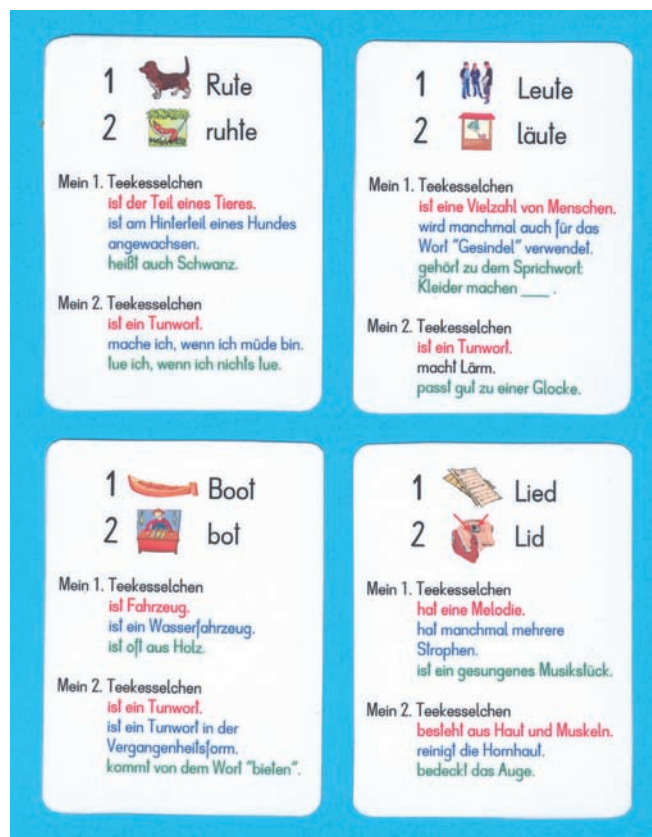 1 Rute
2 ruhte
Mein 1. Teekesselchen
ist der Teil eines Tieres.
ist am Hinterteil eines Hundes
angewachsen.
heißt auch Schwanz.
Mein 2. Teekesselchen
ist ein Tunwort.
mache ich, wenn ich müde bin.
tue ich, wenn ich nichts tue.
1 Leute
2 läute
Mein 1. Teekesselchen
ist eine Vielzahl von Menschen.
wird manchmal auch für das
Wort "Gesindel" verwendet.
gehört zu dem Sprichwort:
Kleider machen ____ .
Mein 2. Teekesselchen
ist ein Tunwort.
macht Lärm.
passt gut zu einer Glocke.
1 Boot
2 bot
Mein 1. Teekesselchen
ist Fahrzeug.
ist ein Wasserfahrzeug.
ist oft aus Holz.
Mein 2. Teekesselchen
ist ein Tunwort.
ist ein Tunwort in der
Vergangenheitsform.
kommt von dem Wort "bieten".
1 Lied
2 Lid
Mein 1. Teekesselchen
hat eine Melodie.
hat manchmal mehrere
Strophen.
ist ein gesungenes Musikstück.
Mein 2. Teekesselchen
besteht aus Haut und Muskeln.
reinigt die Hornhaut.
bedeckt das Auge.